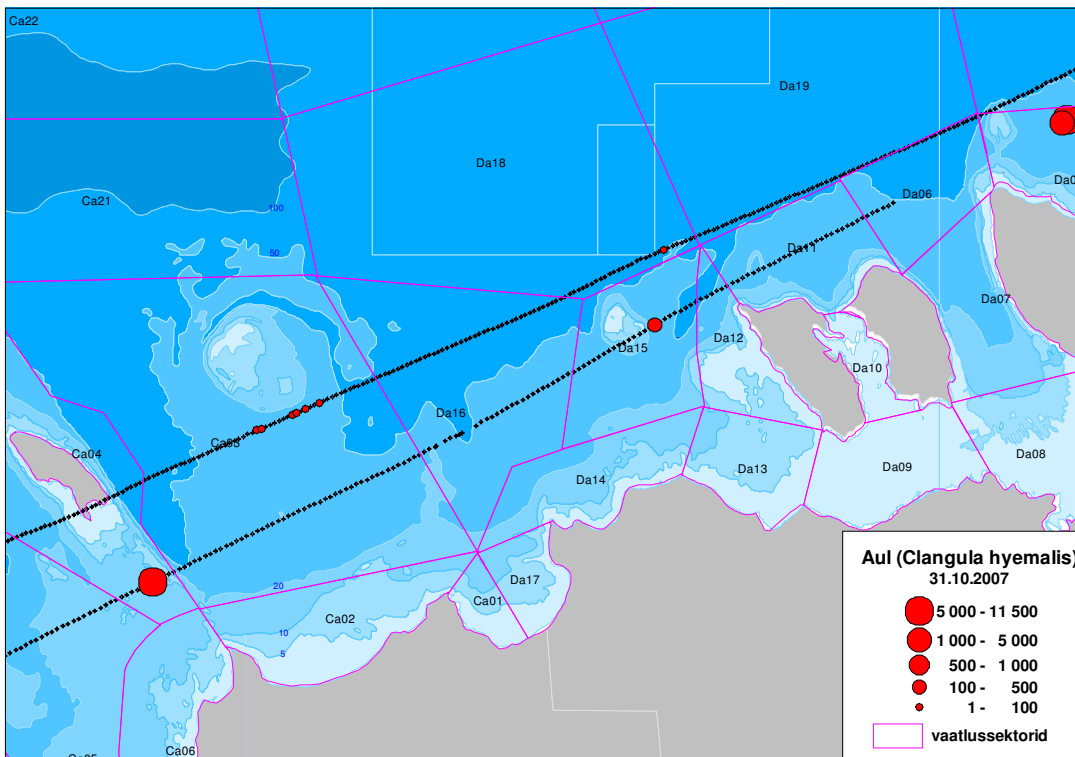 Ca22
Da19
Da18
Da0
Ca21
Da06
100
Da11
50
Da07
Da12
Da15
Da10
Da16
Ca03
Ca04
Da08
Da13
Da09
Da14
Aul (Clangula hyemalis)
31.10.2007
Da17
20
Ca01
5 000 - 11 500
Ca02
10
1 000 - 5 000
5
500 - 1 000
100 - 500
1 - 100
vaatlussektorid
Ca06